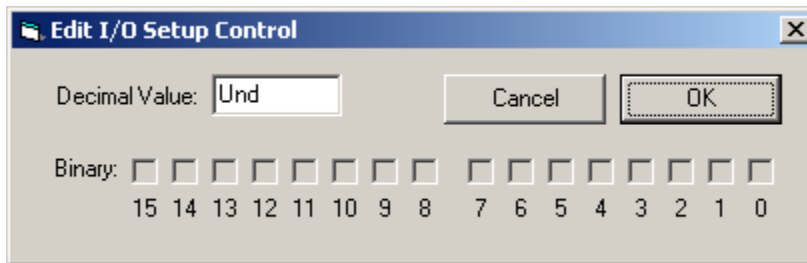 Edit I/O Setup Control
Decimal Value: Und Cancel OK
Binary:
15 14 13 12 11 10 9 8 7 6 5 4 3 2 1 0